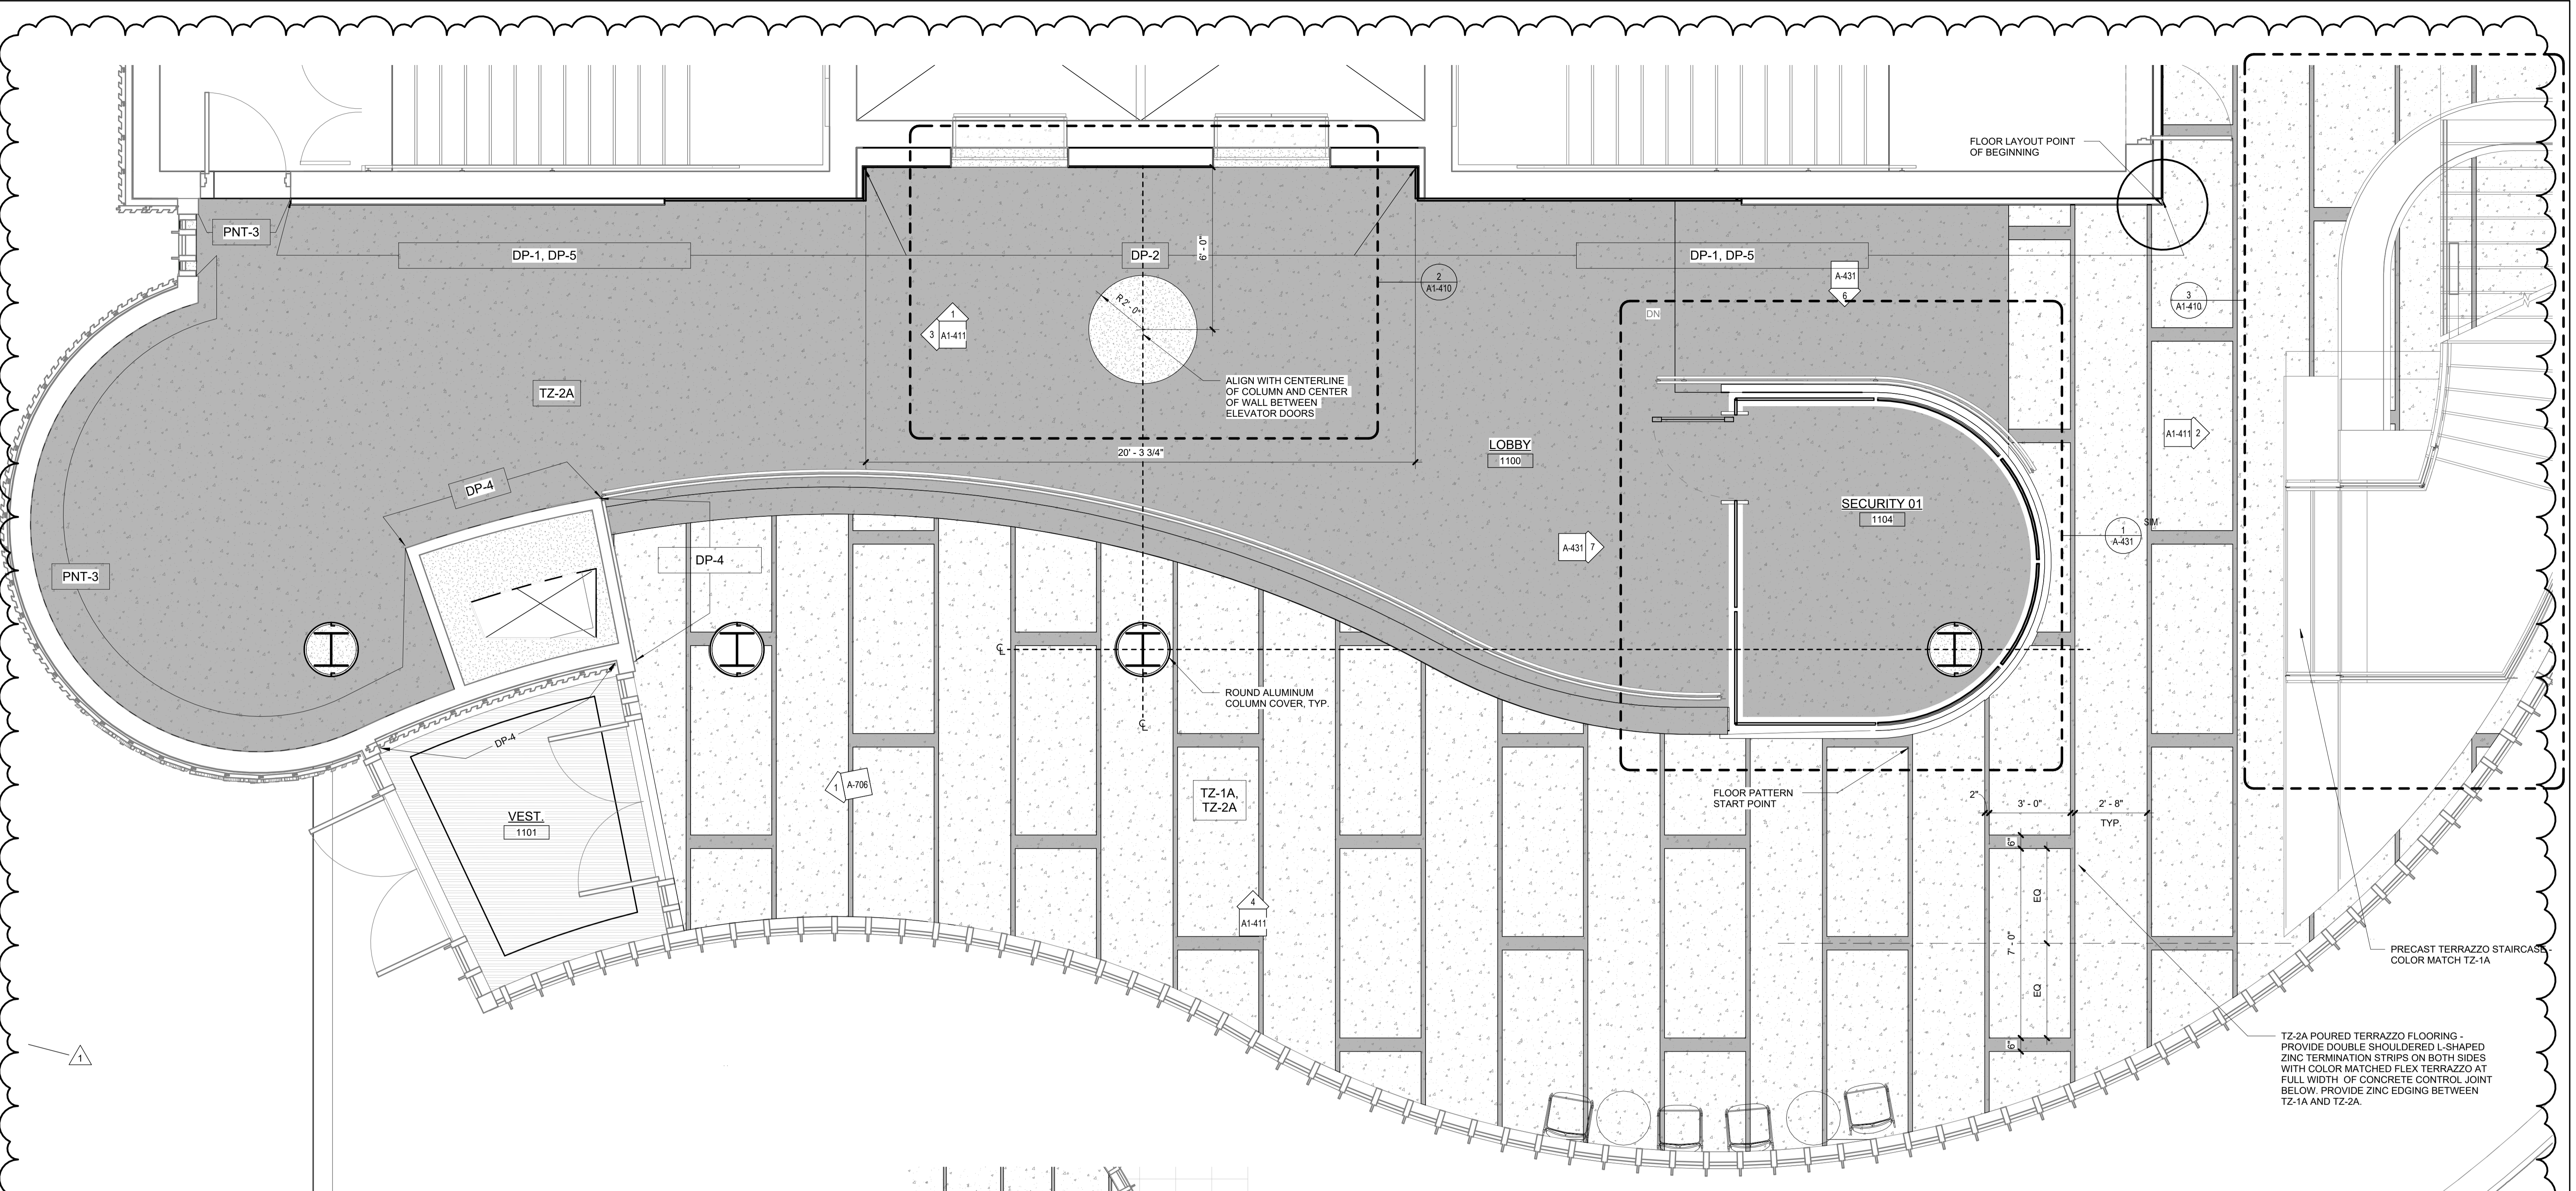 FLOOR LAYOUT POINT
OF BEGINNING
PNT-3
DP-1, DP-5
DP-2
6' - 0"
DP-1, DP-5
2
A1-410
A-431
6
3
A1-410
R 2' - 0"
DN
1
3
A1-411
ALIGN WITH CENTERLINE
OF COLUMN AND CENTER
OF WALL BETWEEN
ELEVATOR DOORS
TZ-2A
A1-411
2
LOBBY
1100
20' - 3 3/4"
DP-4
SECURITY 01
1104
SIM
1
A-431
A-431
7
DP-4
PNT-3
CL
ROUND ALUMINUM
COLUMN COVER, TYP.
CL
DP-4
1
A-706
TZ-1A,
TZ-2A
FLOOR PATTERN
START POINT
2"
3' - 0"
2' - 8"
TYP.
VEST.
1101
6"
EQ
4
A1-411
7' - 0"
EQ
6"
PRECAST TERRAZZO STAIRCASE -
COLOR MATCH TZ-1A
1
TZ-2A POURED TERRAZZO FLOORING -
PROVIDE DOUBLE SHOULDERED L-SHAPED
ZINC TERMINATION STRIPS ON BOTH SIDES
WITH COLOR MATCHED FLEX TERRAZZO AT
FULL WIDTH OF CONCRETE CONTROL JOINT
BELOW. PROVIDE ZINC EDGING BETWEEN
TZ-1A AND TZ-2A.